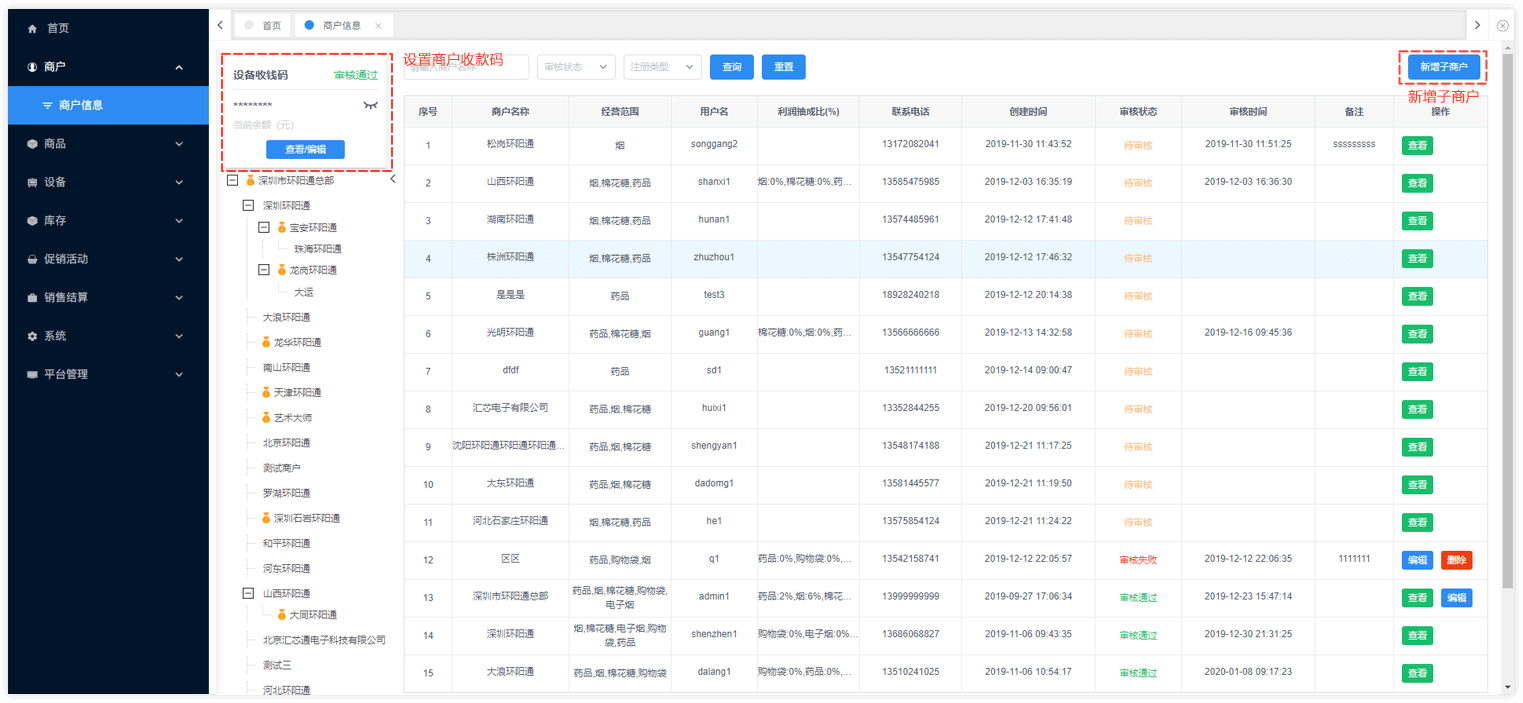 首页
商户
商户信息
商品
设备
库存
促销活动
销售结算
系统
平台管理
首页 商户信息
设备收钱码 审核通过
********
当前余额（元）
查看/编辑
设置商户收款码
审核状态 注册类型 查询 重置
新增子商户
新增子商户
深圳市环阳通总部
深圳环阳通
宝安环阳通
珠海环阳通
龙岗环阳通
大运
大浪环阳通
龙华环阳通
南山环阳通
天津环阳通
艺术大师
北京环阳通
测试商户
罗湖环阳通
深圳石岩环阳通
和平环阳通
河东环阳通
山西环阳通
大同环阳通
北京汇芯通电子科技有限公司
测试三
河北环阳通
序号 商户名称 经营范围 用户名 利润抽成比(%) 联系电话 创建时间 审核状态 审核时间 备注 操作
1 松岗环阳通 烟 songgang2 13172082041 2019-11-30 11:43:52 待审核 2019-11-30 11:51:25 sssssssss 查看
2 山西环阳通 烟,棉花糖,药品 shanxi1 烟:0%,棉花糖:0%,药... 13585475985 2019-12-03 16:35:19 待审核 2019-12-03 16:36:30 查看
3 湖南环阳通 烟,棉花糖,药品 hunan1 13574485961 2019-12-12 17:41:48 待审核 查看
4 株洲环阳通 烟,棉花糖,药品 zhuzhou1 13547754124 2019-12-12 17:46:32 待审核 查看
5 是是是 药品 test3 18928240218 2019-12-12 20:14:38 待审核 查看
6 光明环阳通 药品,棉花糖,烟 guang1 棉花糖:0%,烟:0%,药... 13566666666 2019-12-13 14:32:58 待审核 2019-12-16 09:45:36 查看
7 dfdf 药品 sd1 13521111111 2019-12-14 09:00:47 待审核 查看
8 汇芯电子有限公司 药品,烟,棉花糖 huixi1 13352844255 2019-12-20 09:56:01 待审核 查看
9 沈阳环阳通环阳通环阳通... 药品,烟,棉花糖 shengyan1 13548174188 2019-12-21 11:17:25 待审核 查看
10 大东环阳通 药品,烟,棉花糖 dadomg1 13581445577 2019-12-21 11:19:50 待审核 查看
11 河北石家庄环阳通 烟,棉花糖,药品 he1 13575854124 2019-12-21 11:24:22 待审核 查看
12 区区 药品,购物袋,烟 q1 药品:0%,购物袋:0%,... 13542158741 2019-12-12 22:05:57 审核失败 2019-12-12 22:06:35 1111111 编辑 删除
13 深圳市环阳通总部 药品,烟,棉花糖,购物袋,电子烟 admin1 药品:2%,烟:6%,棉花... 13999999999 2019-09-27 17:06:34 审核通过 2019-12-23 15:47:14 查看 编辑
14 深圳环阳通 烟,棉花糖,电子烟,购物袋,药品 shenzhen1 购物袋:0%,电子烟:0%... 13686068827 2019-11-06 09:43:35 审核通过 2019-12-30 21:31:25 查看
15 大浪环阳通 药品,烟,棉花糖,购物袋 dalang1 购物袋:0%,药品:0%,... 13510241025 2019-11-06 10:54:17 审核通过 2020-01-08 09:17:23 查看